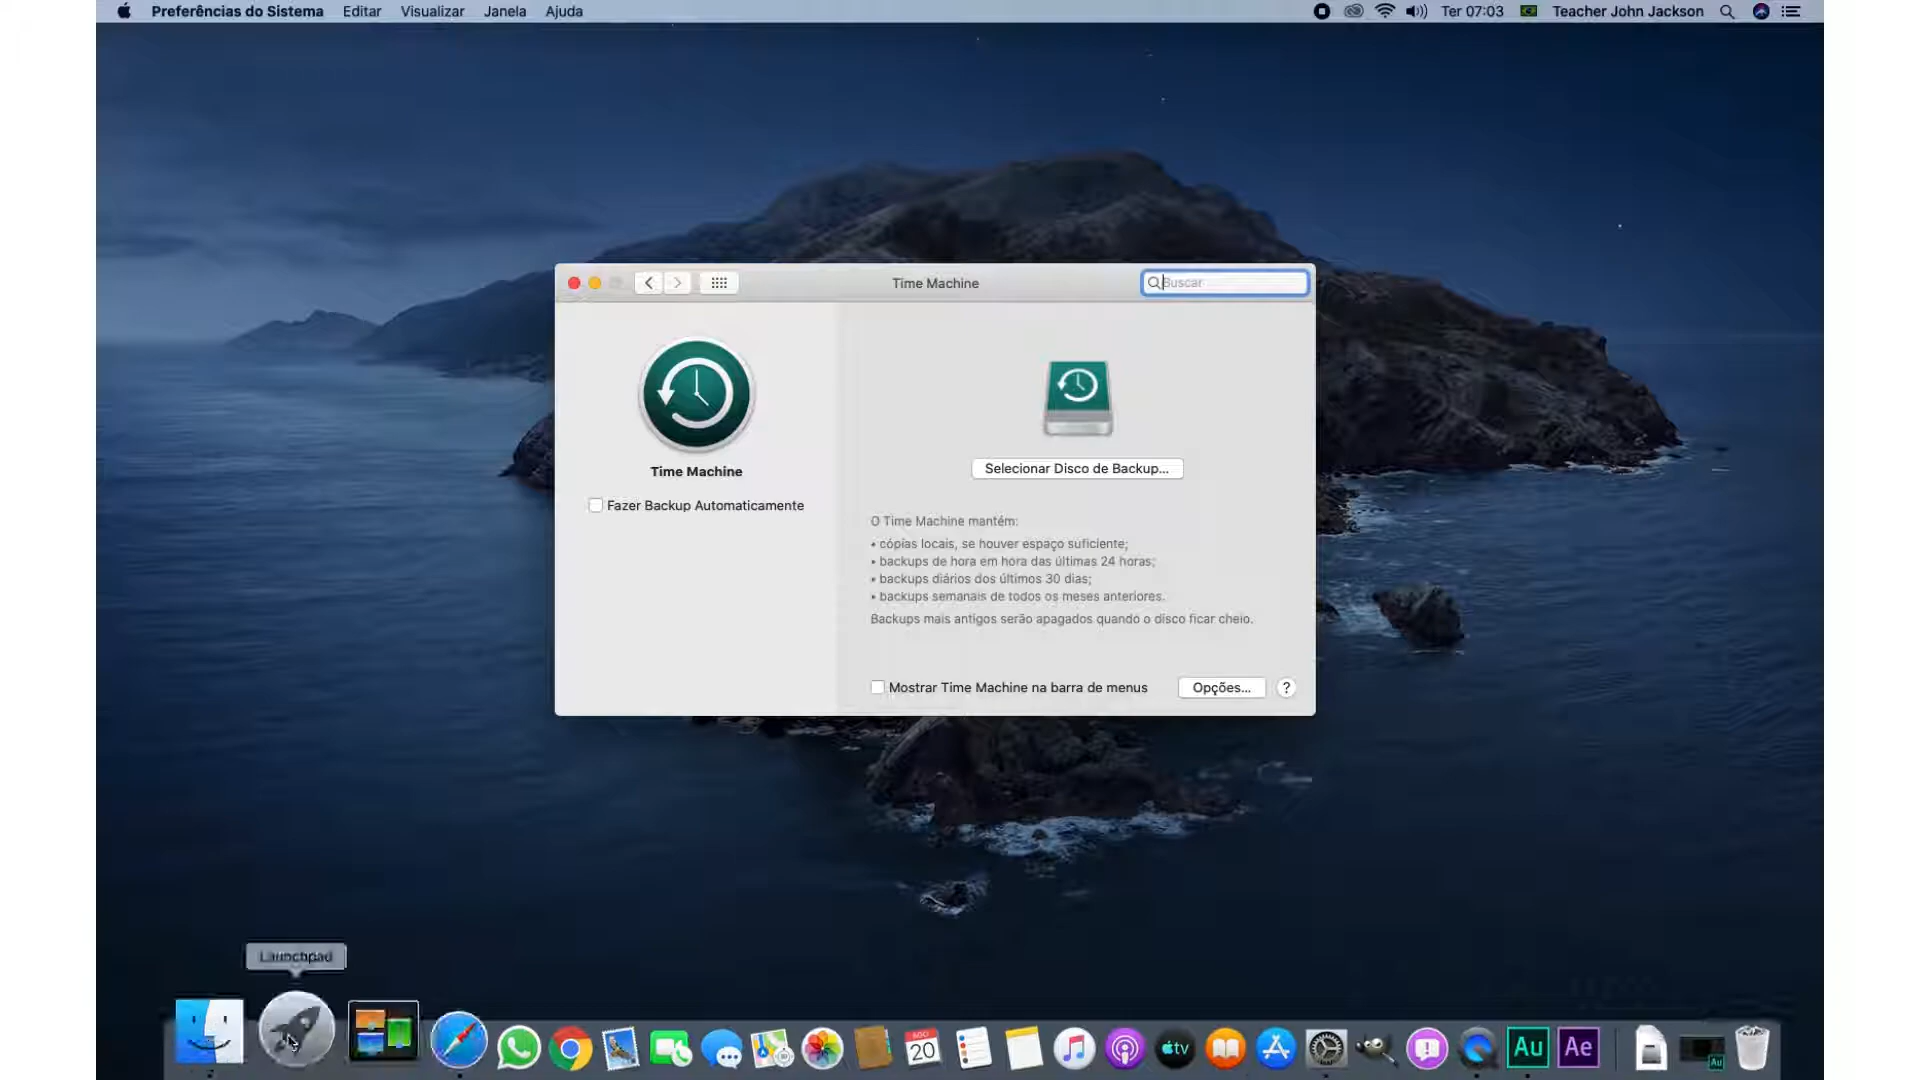 Preferências do Sistema Editar Visualizar Janela Ajuda Ter 07:03 Teacher John Jackson
Time Machine
Buscar
Time Machine
Fazer Backup Automaticamente
Selecionar Disco de Backup...
O Time Machine mantém:
• cópias locais, se houver espaço suficiente;
• backups de hora em hora das últimas 24 horas;
• backups diários dos últimos 30 dias;
• backups semanais de todos os meses anteriores.
Backups mais antigos serão apagados quando o disco ficar cheio.
Mostrar Time Machine na barra de menus
Opções...
?
Launchpad
AGO
20
tv
Au
Ae
Au